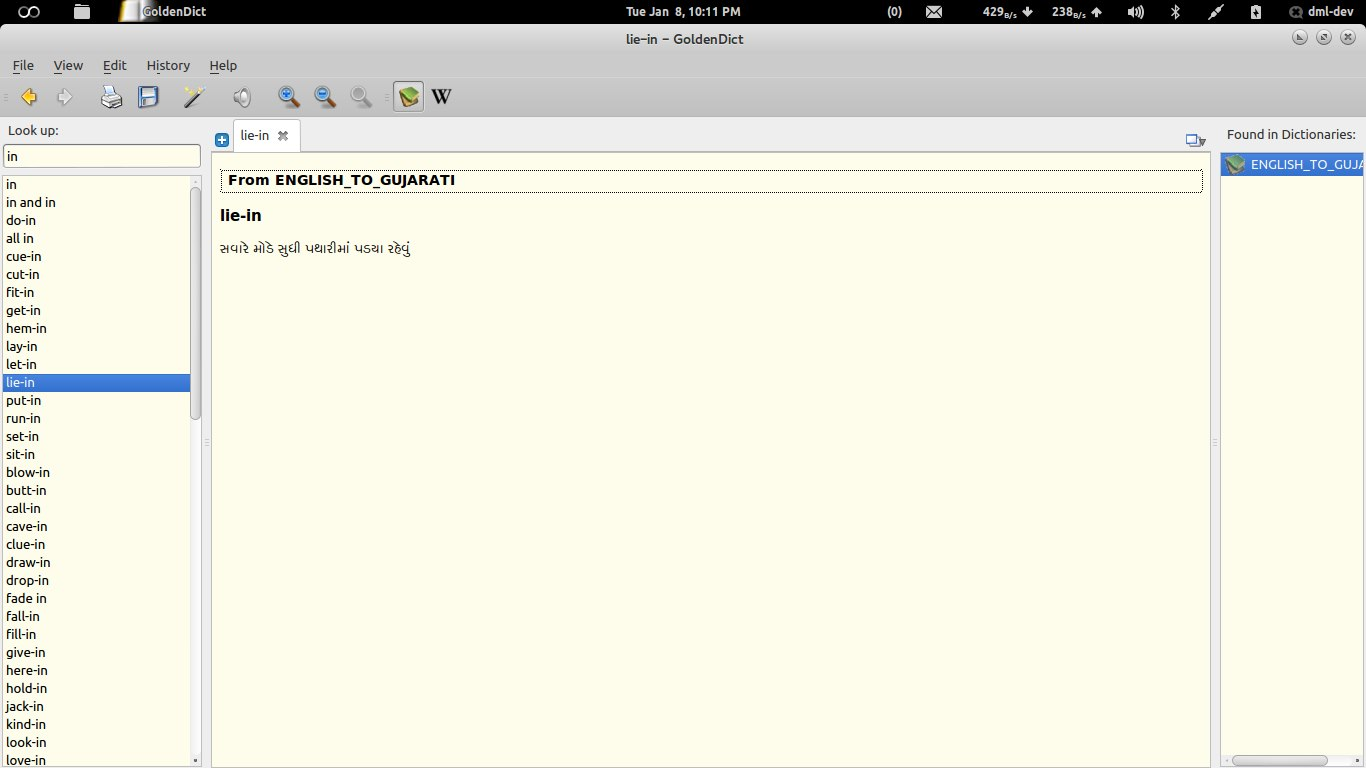 GoldenDict
Tue Jan 8, 10:11 PM
(0)
429 B/s
238 B/s
dml-dev
lie-in - GoldenDict
File View Edit History Help
W
Look up:
in
in
in and in
do-in
all in
cue-in
cut-in
fit-in
get-in
hem-in
lay-in
let-in
lie-in
put-in
run-in
set-in
sit-in
blow-in
butt-in
call-in
cave-in
clue-in
draw-in
drop-in
fade in
fall-in
fill-in
give-in
here-in
hold-in
jack-in
kind-in
look-in
love-in
lie-in
From ENGLISH_TO_GUJARATI
lie-in
સવારે મોડે સુધી પથારીમાં પડ્યા રહેવું
Found in Dictionaries:
ENGLISH_TO_GUJA